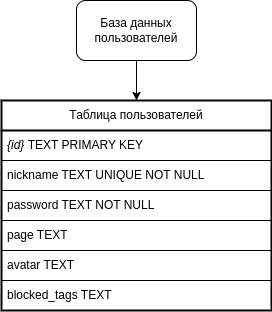 База данных
пользователей
Таблица пользователей
{id} TEXT PRIMARY KEY
nickname TEXT UNIQUE NOT NULL
password TEXT NOT NULL
page TEXT
avatar TEXT
blocked_tags TEXT